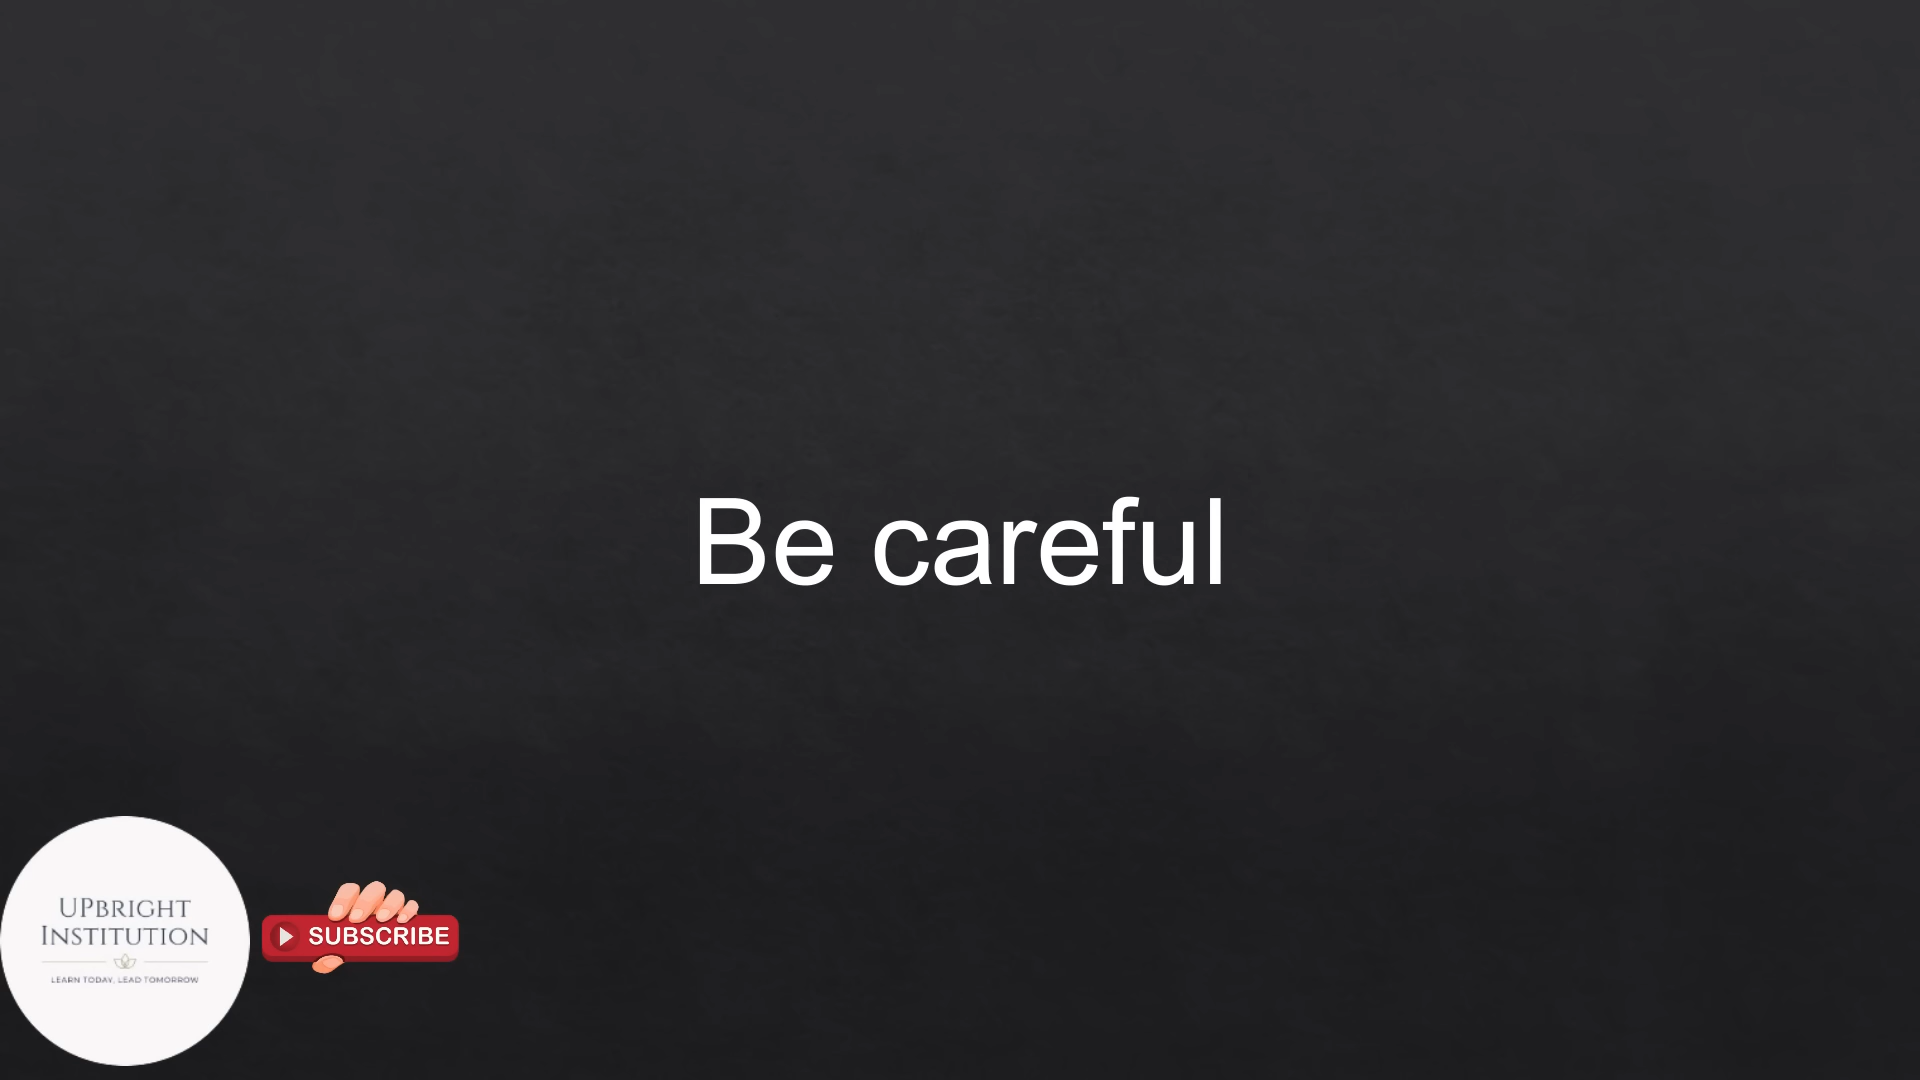 Be careful
UPBRIGHT
INSTITUTION
LEARN TODAY, LEAD TOMORROW
SUBSCRIBE